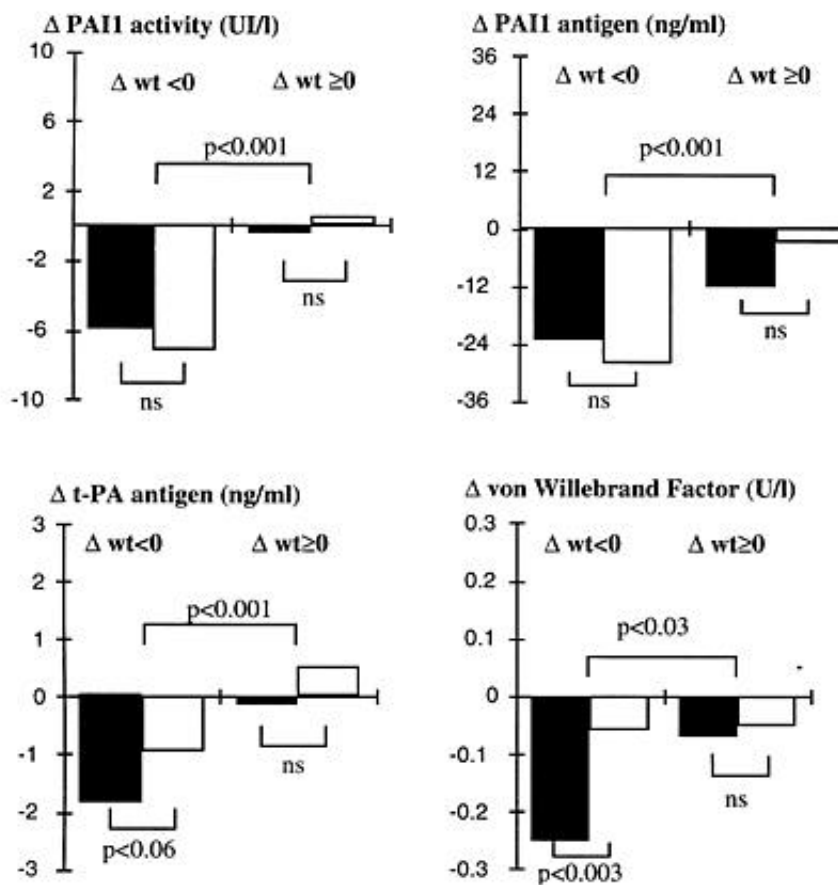 Δ PAI1 activity (UI/l)
10
6
2
-2
-6
-10
Δ wt <0
Δ wt ≥0
p<0.001
ns
ns
Δ PAI1 antigen (ng/ml)
36
24
12
0
-12
-24
-36
Δ wt <0
Δ wt ≥0
p<0.001
ns
ns
Δ t-PA antigen (ng/ml)
3
2
1
0
-1
-2
-3
Δ wt<0
Δ wt≥0
p<0.001
ns
p<0.06
Δ von Willebrand Factor (U/l)
0.3
0.2
0.1
0
-0.1
-0.2
-0.3
Δ wt<0
Δ wt≥0
p<0.03
ns
p<0.003